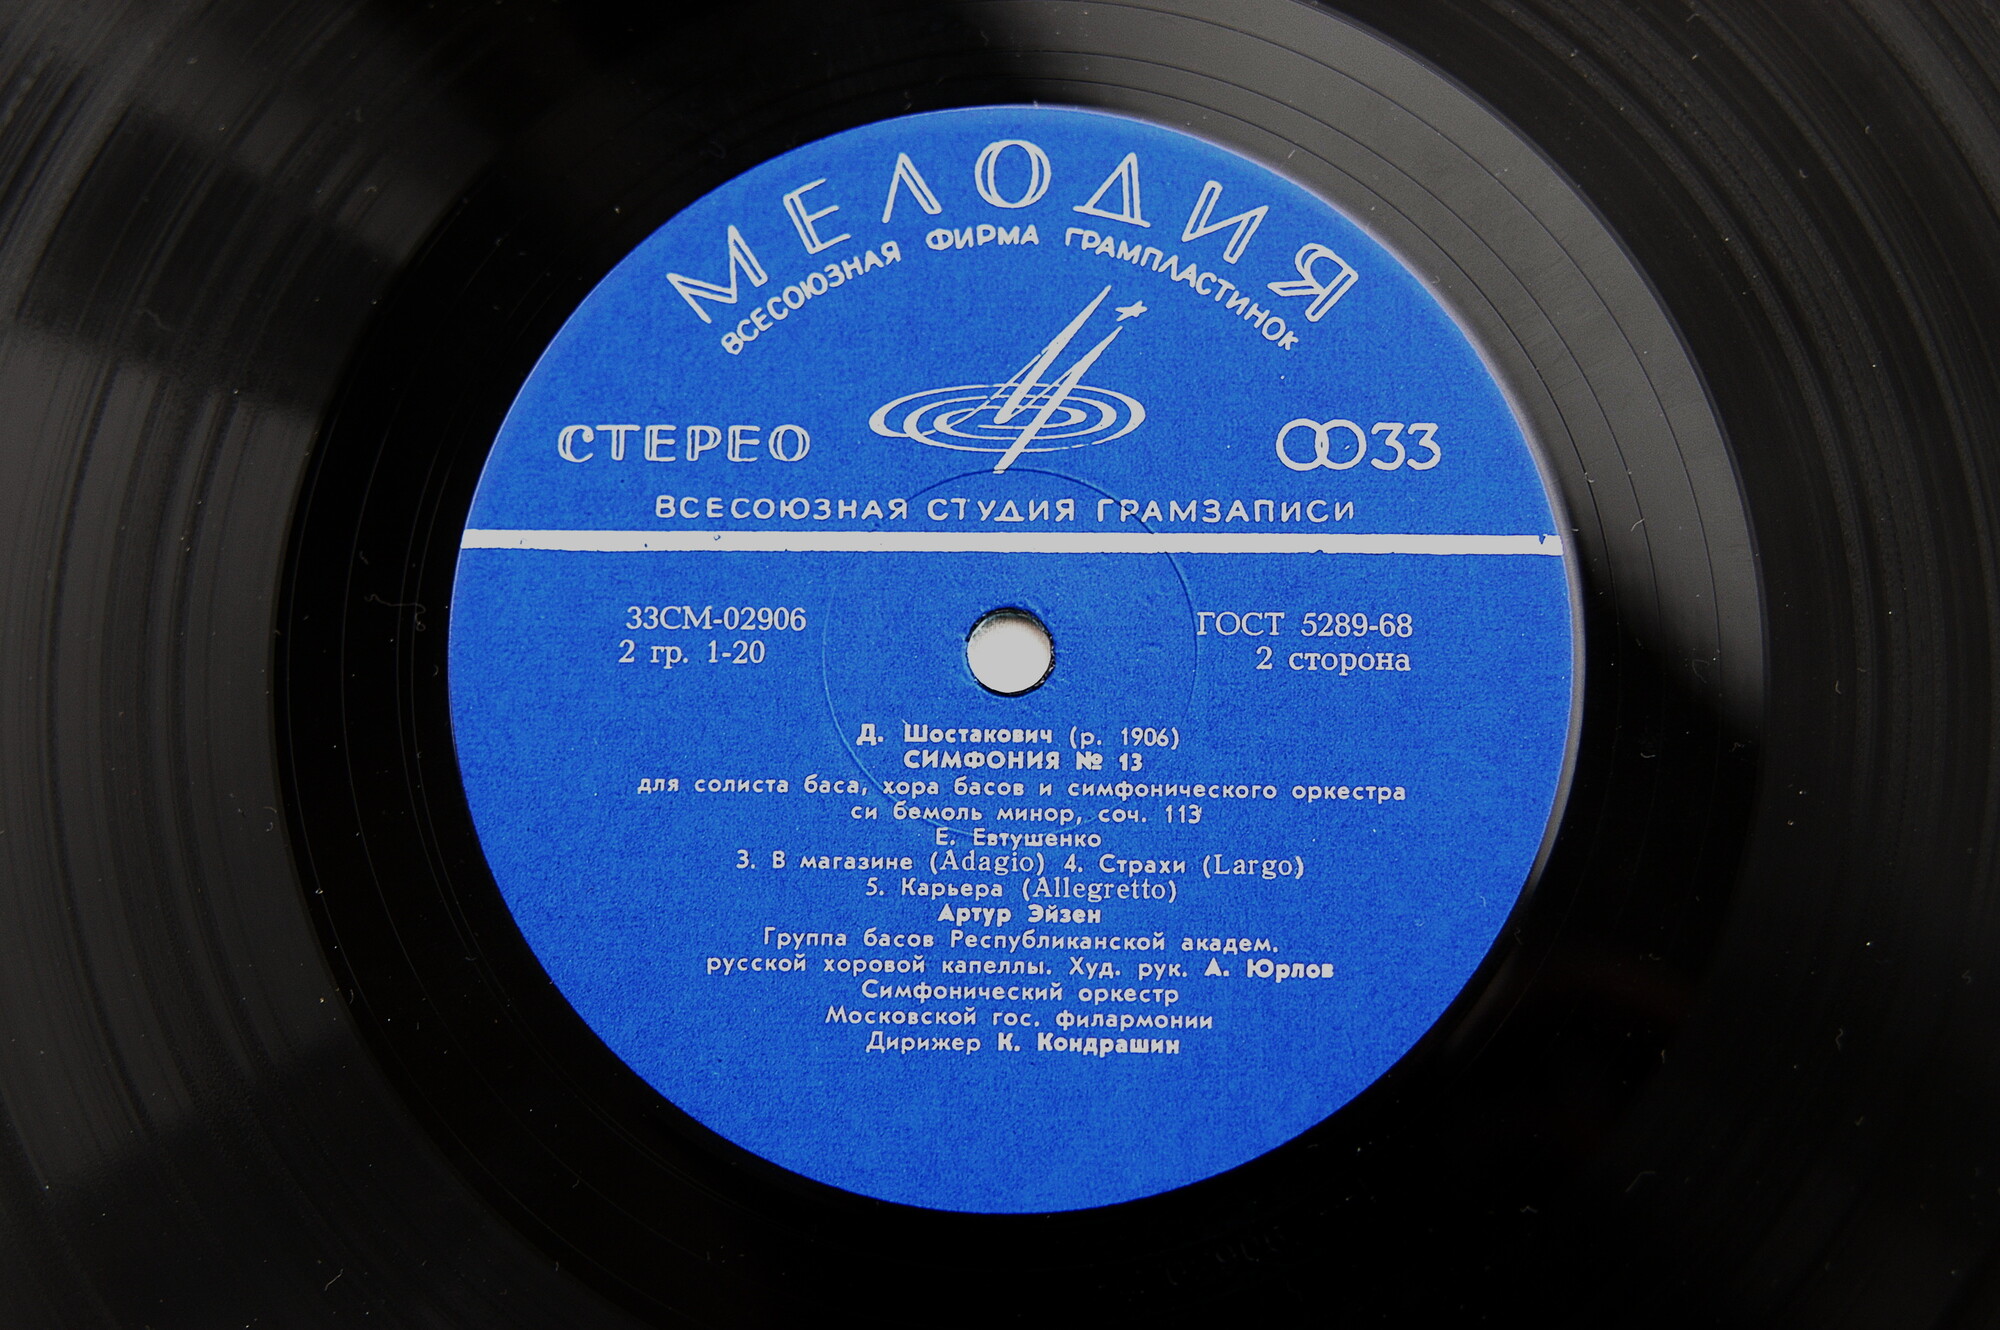 МЕЛОДИЯ
ВСЕСОЮЗНАЯ ФИРМА ГРАМПЛАСТИНОК
СТЕРЕО
33
ВСЕСОЮЗНАЯ СТУДИЯ ГРАМЗАПИСИ
33СМ-02906
2 гр. 1-20
ГОСТ 5289-68
2 сторона
Д. Шостакович (р. 1906)
СИМФОНИЯ № 13
для солиста баса, хора басов и симфонического оркестра
си бемоль минор, соч. 113
Е. Евтушенко
3. В магазине (Adagio) 4. Страхи (Largo)
5. Карьера (Allegretto)
Артур Эйзен
Группа басов Республиканской академ.
русской хоровой капеллы. Худ. рук. А. Юрлов
Симфонический оркестр
Московской гос. филармонии
Дирижер К. Кондрашин